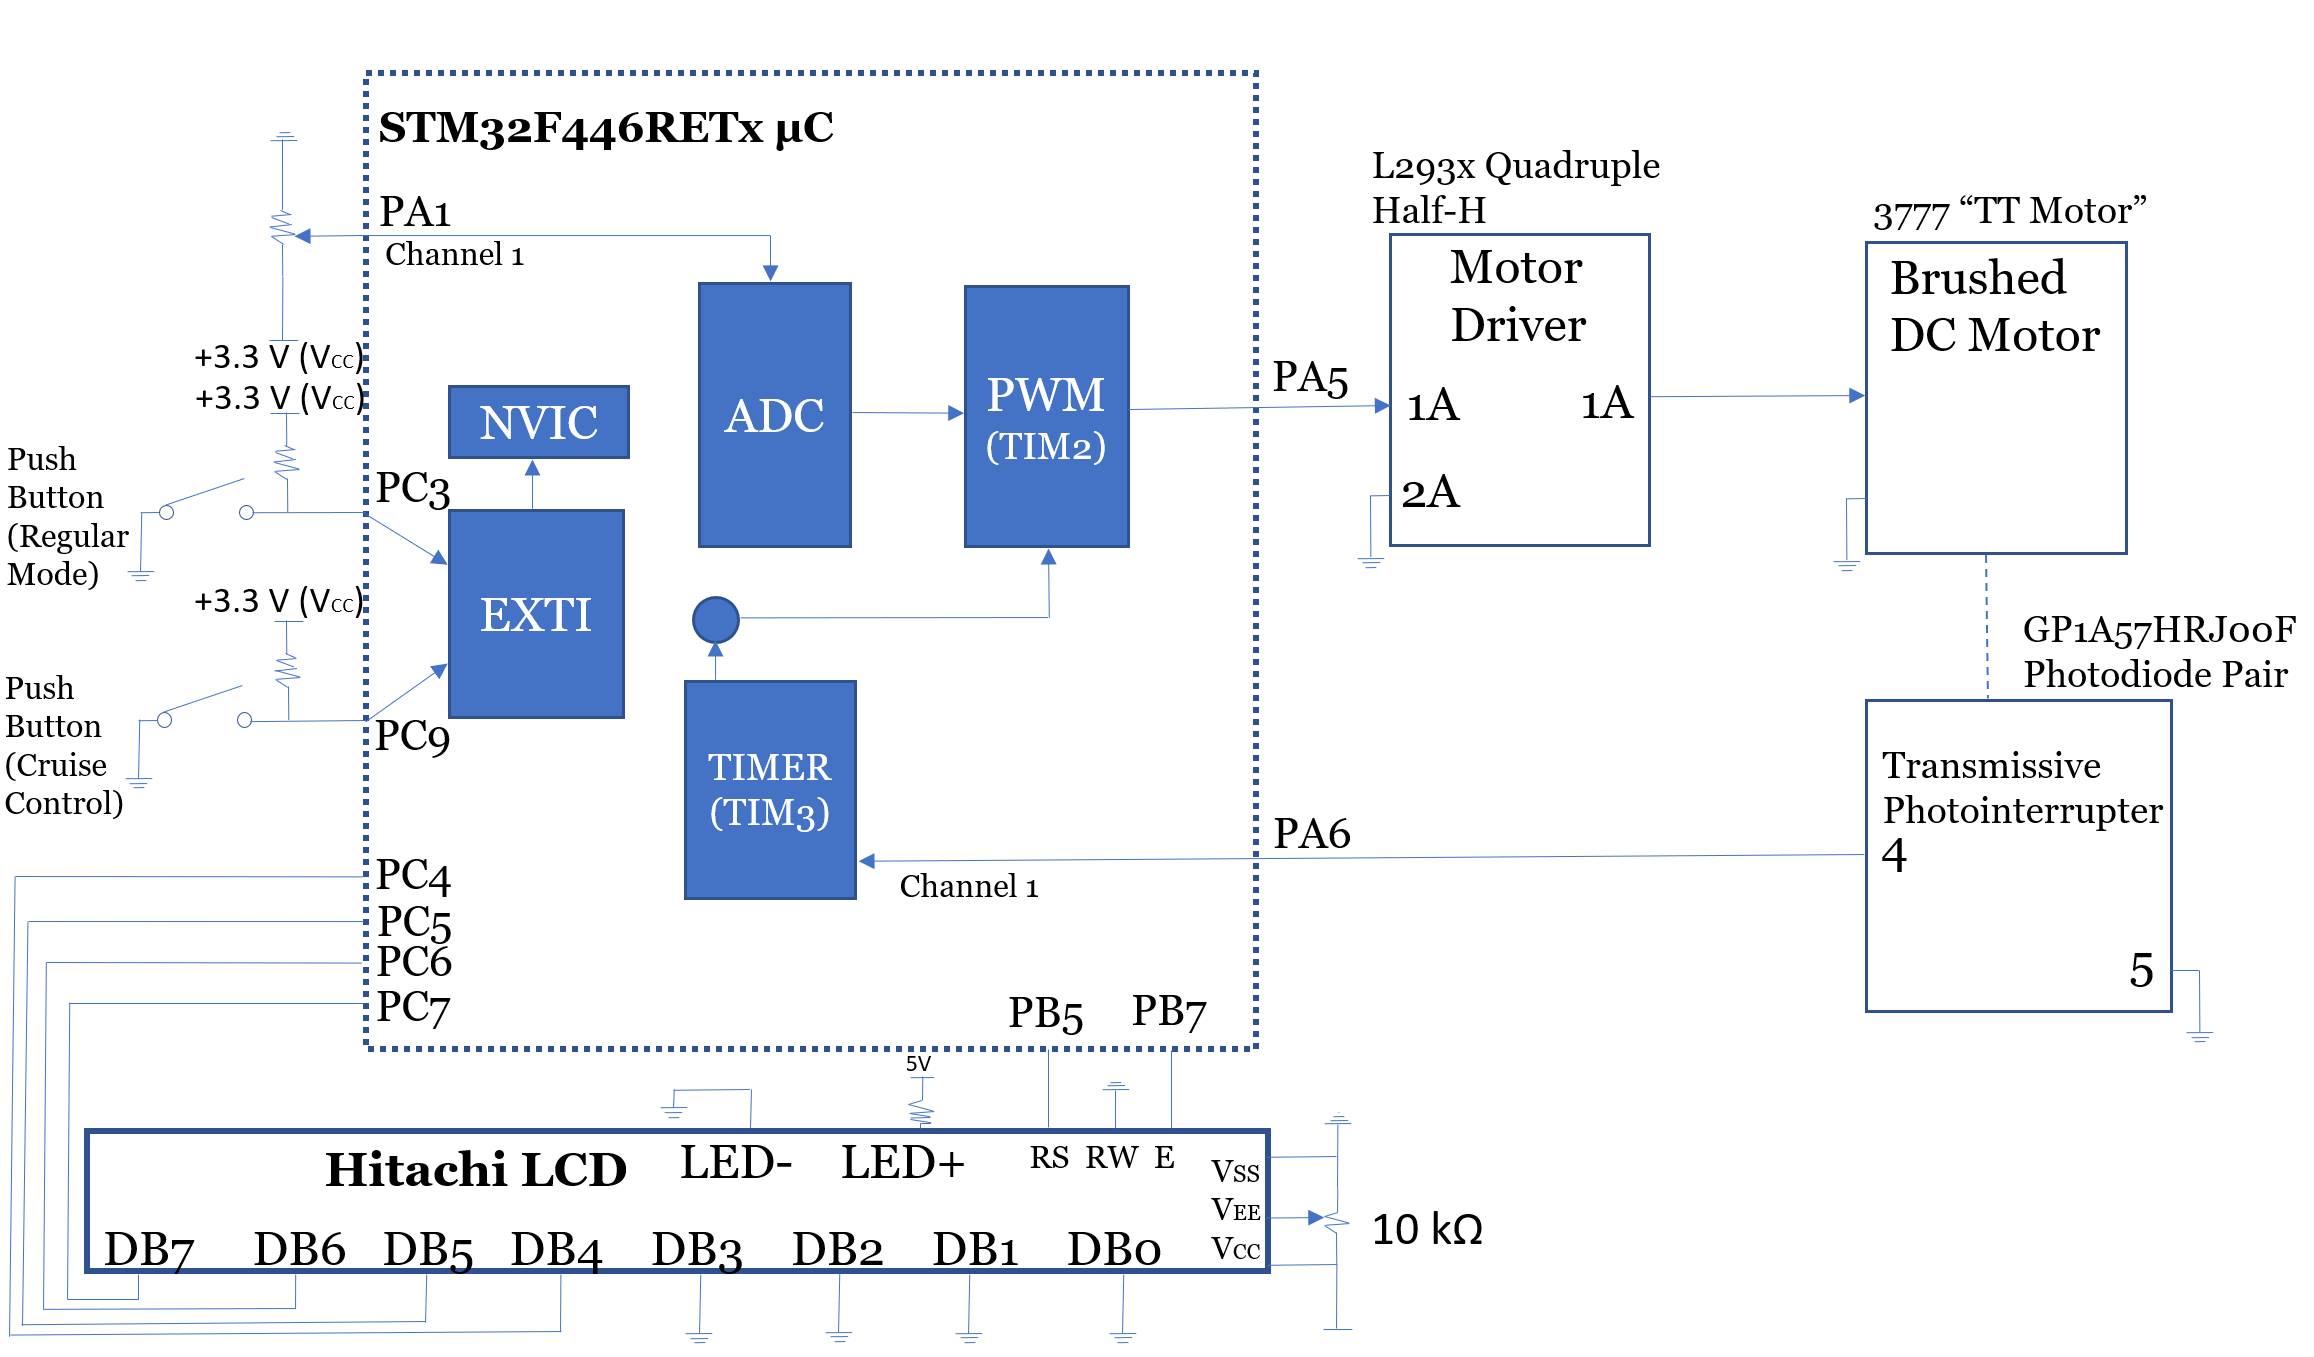 STM32F446RETx µC
PA1
Channel 1
+3.3 V (VCC)
+3.3 V (VCC)
Push
Button
(Regular
Mode)
PC3
NVIC
EXTI
ADC
PWM
(TIM2)
PA5
L293x Quadruple
Half-H
Motor
Driver
1A
1A
2A
3777 “TT Motor”
Brushed
DC Motor
+3.3 V (VCC)
Push
Button
(Cruise
Control)
PC9
TIMER
(TIM3)
Channel 1
PA6
GP1A57HRJ00F
Photodiode Pair
Transmissive
Photointerrupter
4
5
PC4
PC5
PC6
PC7
PB5
PB7
5V
Hitachi LCD
LED-
LED+
RS
RW
E
VSS
VEE
VCC
10 kΩ
DB7
DB6
DB5
DB4
DB3
DB2
DB1
DB0